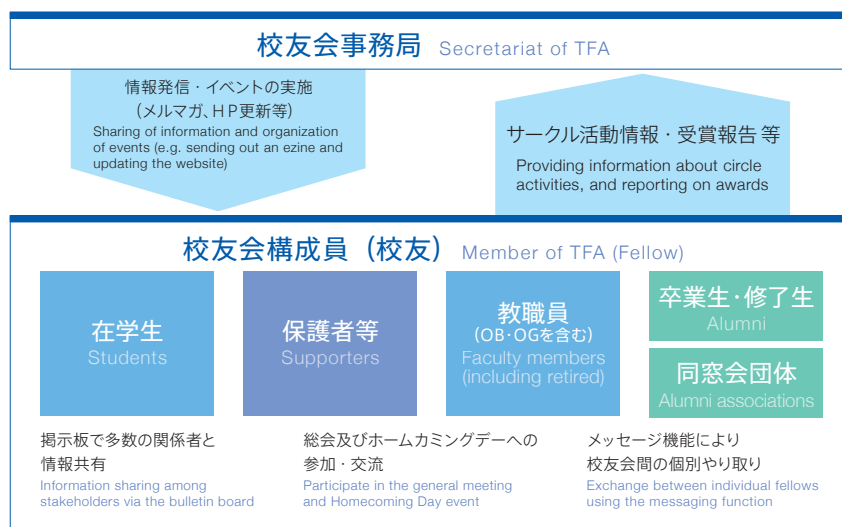 校友会事務局 Secretariat of TFA
情報発信・イベントの実施
(メルマガ、HP更新等)
Sharing of information and organization
of events (e.g. sending out an ezine and
updating the website)
サークル活動情報・受賞報告 等
Providing information about circle
activities, and reporting on awards
校友会構成員(校友) Member of TFA (Fellow)
在学生
Students
保護者等
Supporters
教職員
(OB・OGを含む)
Faculty members
(including retired)
卒業生・修了生
Alumni
同窓会団体
Alumni associations
掲示板で多数の関係者と
情報共有
Information sharing among
stakeholders via the bulletin board
総会及びホームカミングデーへの
参加・交流
Participate in the general meeting
and Homecoming Day event
メッセージ機能により
校友会間の個別やり取り
Exchange between individual fellows
using the messaging function